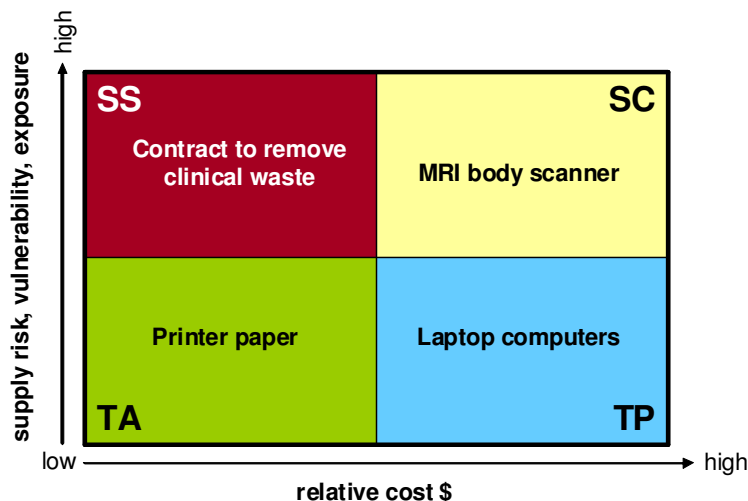 high
supply risk, vulnerability, exposure
SS
SC
Contract to remove
clinical waste
MRI body scanner
Printer paper
Laptop computers
TA
TP
low
high
relative cost $